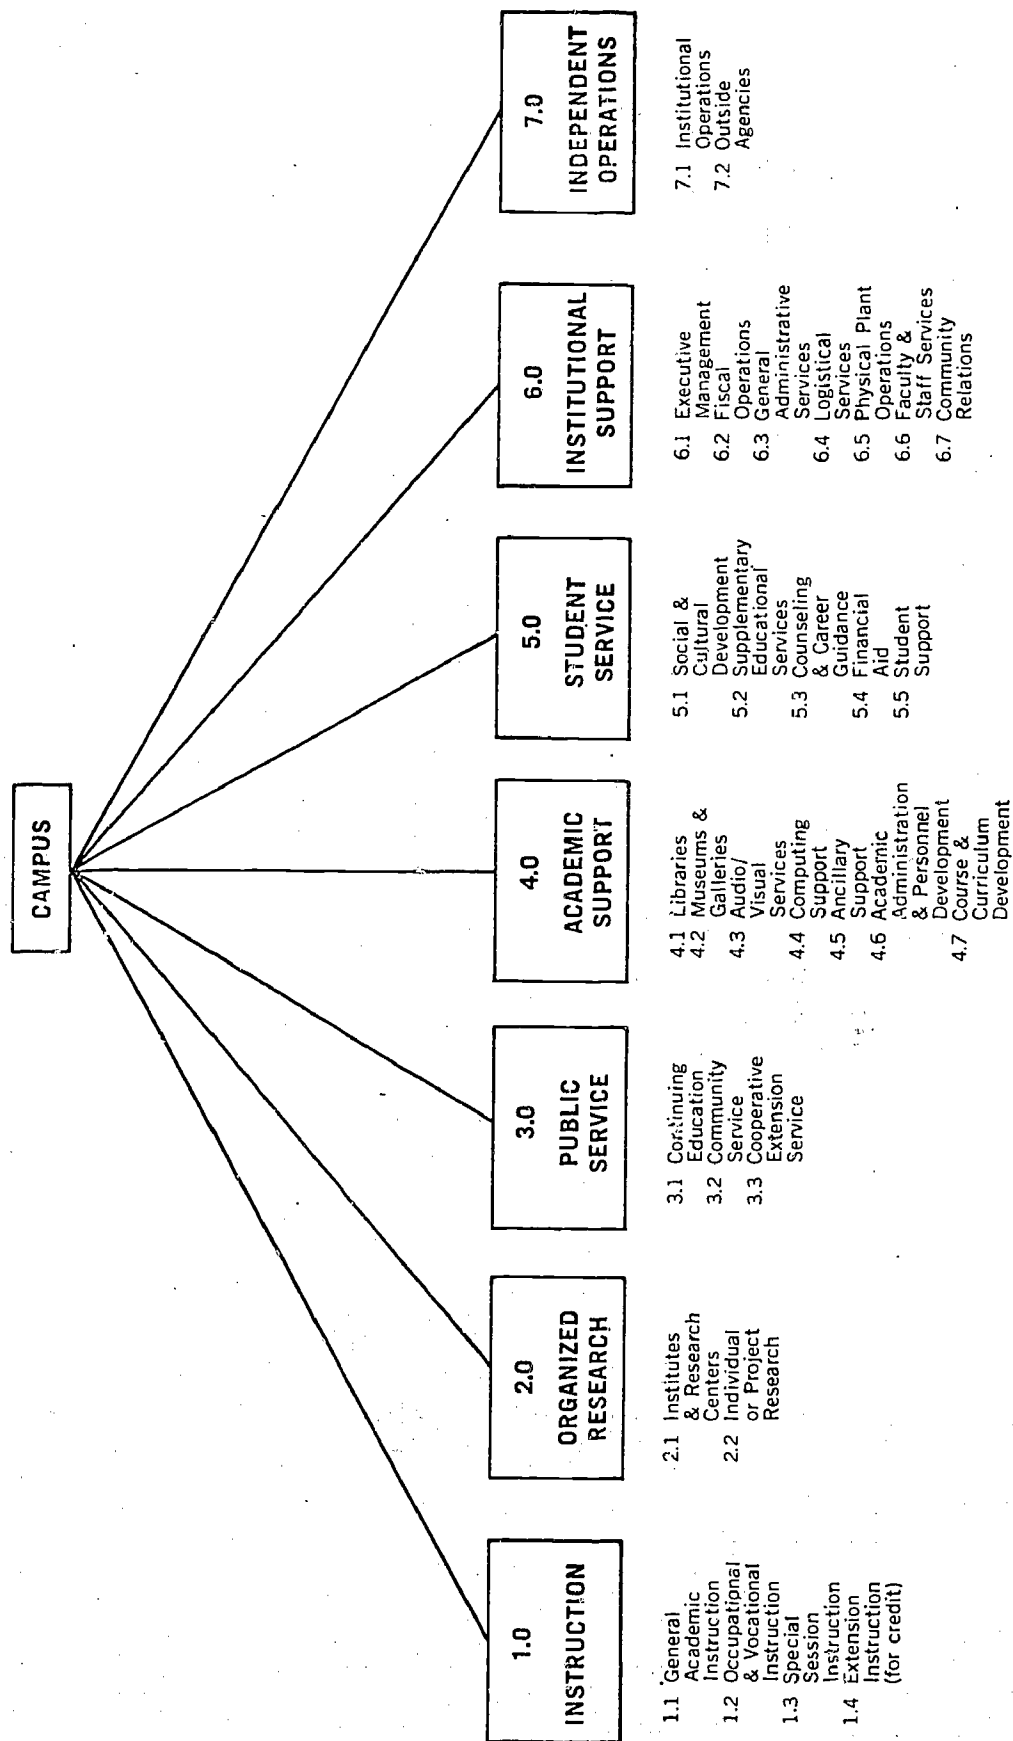 CAMPUS
1.0
INSTRUCTION
1.1 General
Academic
Instruction
1.2 Occupational
& Vocational
Instruction
1.3 Special
Session
Instruction
1.4 Extension
Instruction
(for credit)
2.0
ORGANIZED
RESEARCH
2.1 Institutes
& Research
Centers
2.2 Individual
or Project
Research
3.0
PUBLIC
SERVICE
3.1 Continuing
Education
3.2 Community
Service
3.3 Cooperative
Extension
Service
4.0
ACADEMIC
SUPPORT
4.1 Libraries
4.2 Museums &
Galleries
4.3 Audio/
Visual
Services
4.4 Computing
Support
4.5 Ancillary
Support
4.6 Academic
Administration
& Personnel
Development
4.7 Course &
Curriculum
Development
5.0
STUDENT
SERVICE
5.1 Social &
Cultural
Development
5.2 Supplementary
Educational
Services
5.3 Counseling
& Career
Guidance
5.4 Financial
Aid
5.5 Student
Support
6.0
INSTITUTIONAL
SUPPORT
6.1 Executive
Management
6.2 Fiscal
Operations
6.3 General
Administrative
Services
6.4 Logistical
Services
6.5 Physical Plant
Operations
6.6 Faculty &
Staff Services
6.7 Community
Relations
7.0
INDEPENDENT
OPERATIONS
7.1 Institutional
Operations
7.2 Outside
Agencies